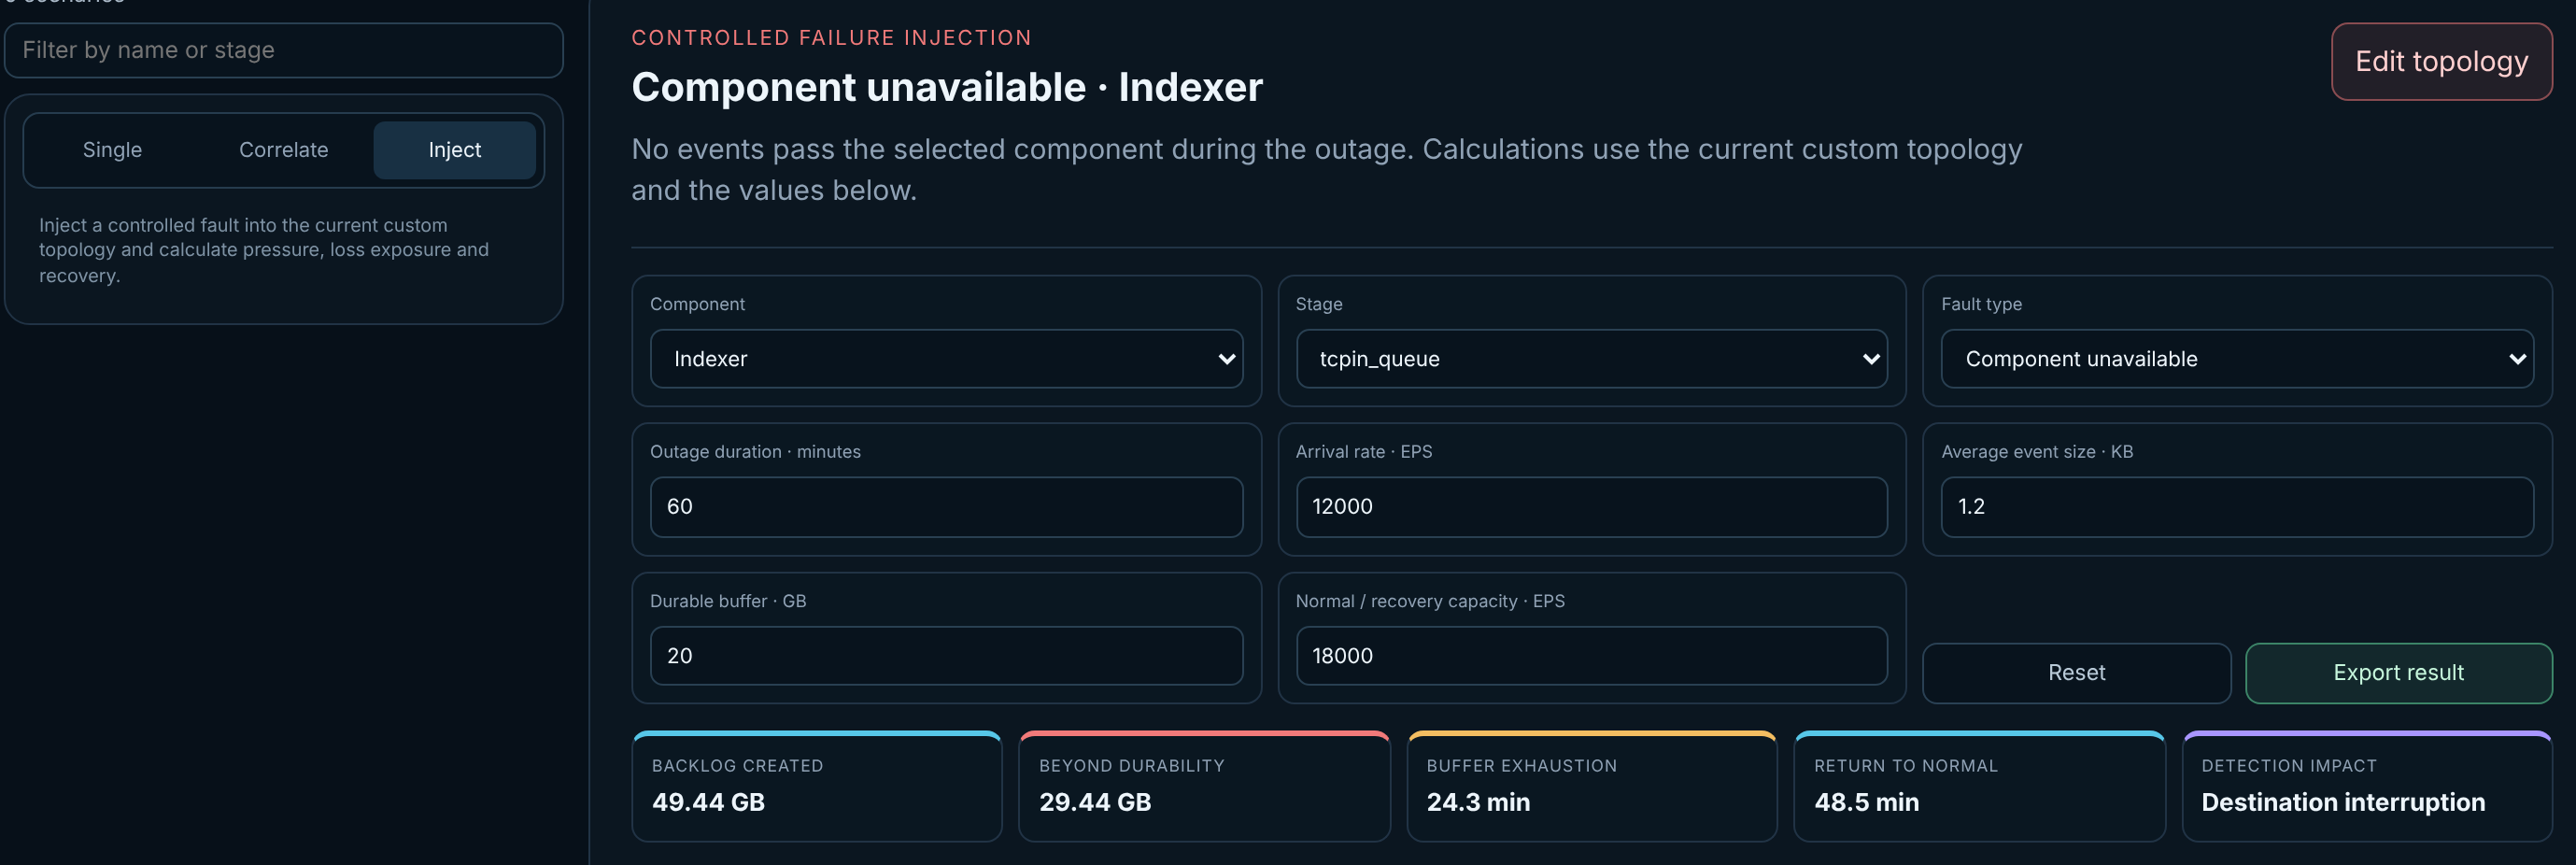 Filter by name or stage
Single
Correlate
Inject
Inject a controlled fault into the current custom
topology and calculate pressure, loss exposure and
recovery.
CONTROLLED FAILURE INJECTION
Component unavailable · Indexer
Edit topology
No events pass the selected component during the outage. Calculations use the current custom topology
and the values below.
Component
Indexer
Stage
tcpin_queue
Fault type
Component unavailable
Outage duration · minutes
60
Arrival rate · EPS
12000
Average event size · KB
1.2
Durable buffer · GB
20
Normal / recovery capacity · EPS
18000
Reset
Export result
BACKLOG CREATED
49.44 GB
BEYOND DURABILITY
29.44 GB
BUFFER EXHAUSTION
24.3 min
RETURN TO NORMAL
48.5 min
DETECTION IMPACT
Destination interruption